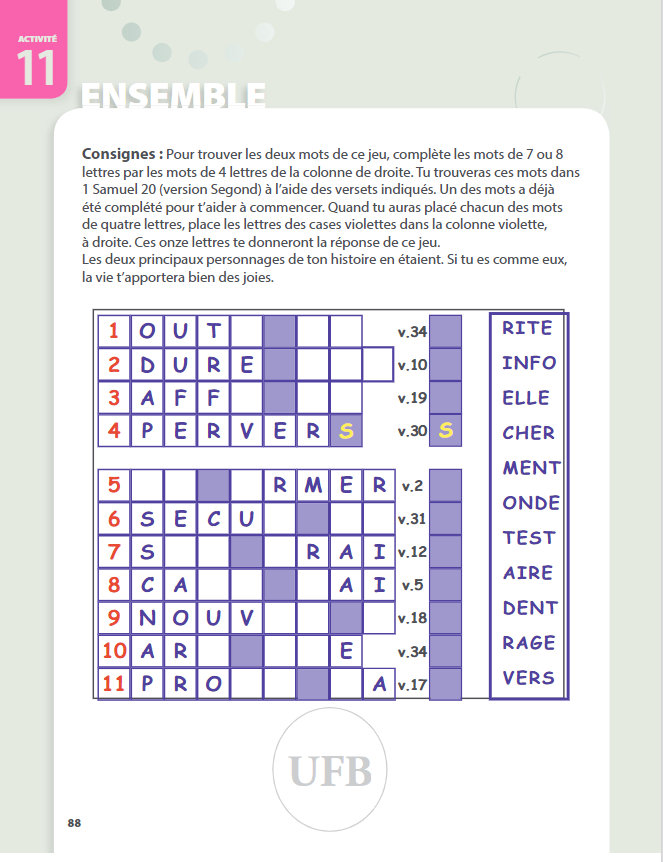 ACTIVITÉ
11
ENSEMBLE
Consignes : Pour trouver les deux mots de ce jeu, complète les mots de 7 ou 8
lettres par les mots de 4 lettres de la colonne de droite. Tu trouveras ces mots dans
1 Samuel 20 (version Segond) à l'aide des versets indiqués. Un des mots a déjà
été complété pour t'aider à commencer. Quand tu auras placé chacun des mots
de quatre lettres, place les lettres des cases violettes dans la colonne violette,
à droite. Ces onze lettres te donneront la réponse de ce jeu.
Les deux principaux personnages de ton histoire en étaient. Si tu es comme eux,
la vie t'apportera bien des joies.
1 O U T v.34
2 D U R E v.10
3 A F F v.19
4 P E R V E R S v.30 S
5 R M E R v.2
6 S E C U v.31
7 S R A I v.12
8 C A A I v.5
9 N O U V v.18
10 A R E v.34
11 P R O A v.17
RITE
INFO
ELLE
CHER
MENT
ONDE
TEST
AIRE
DENT
RAGE
VERS
UFB
88